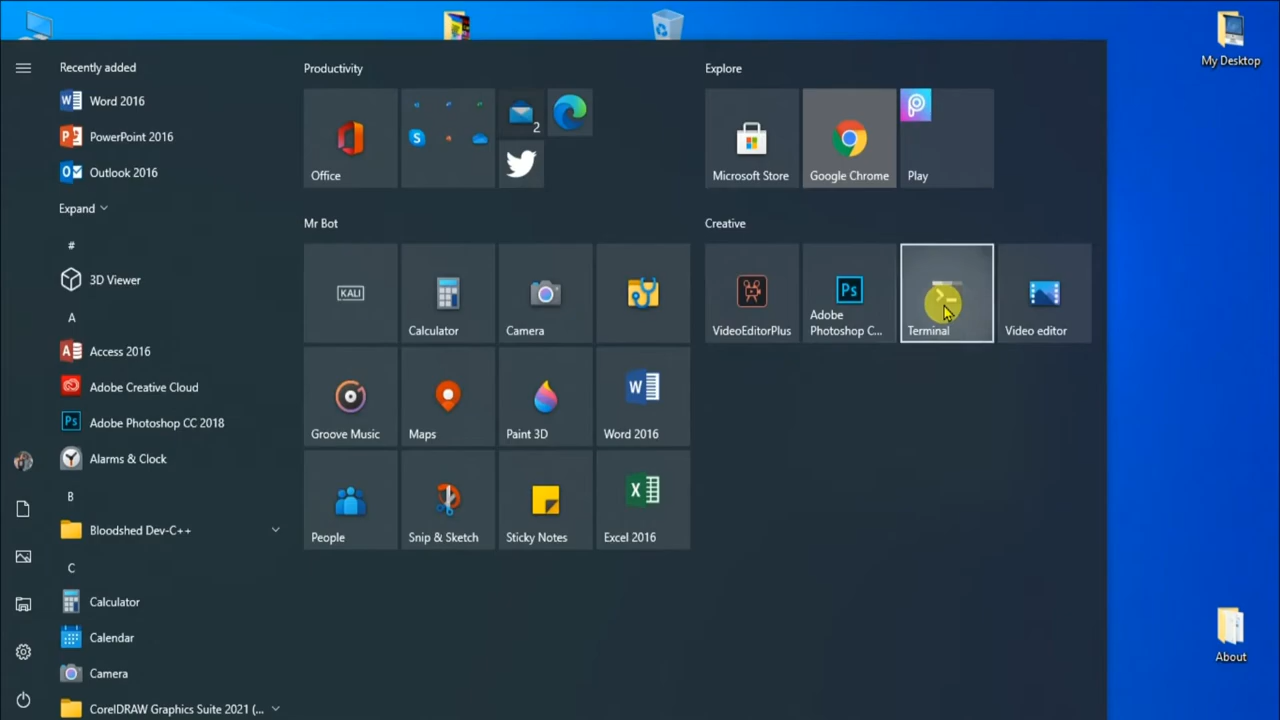 Recently added
Word 2016
PowerPoint 2016
Outlook 2016
Expand
#
3D Viewer
A
Access 2016
Adobe Creative Cloud
Adobe Photoshop CC 2018
Alarms & Clock
B
Bloodshed Dev-C++
C
Calculator
Calendar
Camera
CorelDRAW Graphics Suite 2021 (...
Productivity
Office
2
Mr Bot
KALI
Calculator
Camera
Groove Music
Maps
Paint 3D
Word 2016
People
Snip & Sketch
Sticky Notes
Excel 2016
Explore
Microsoft Store
Google Chrome
Play
Creative
VideoEditorPlus
Ps
Adobe
Photoshop C...
Terminal
Video editor
My Desktop
About